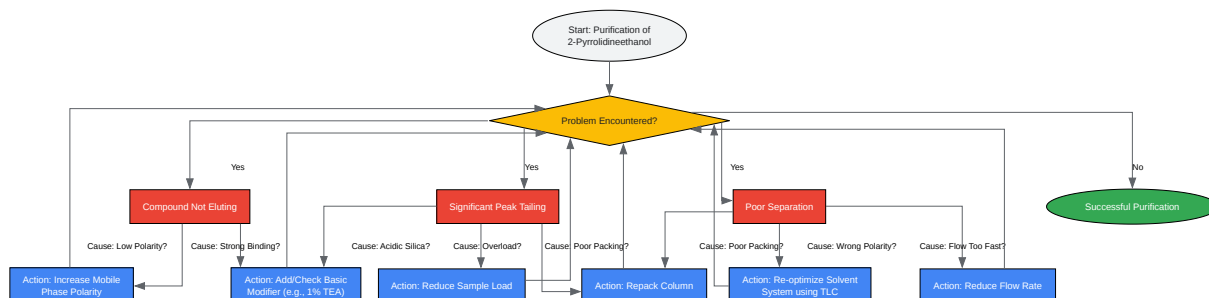 Start: Purification of
2-Pyrrolidineethanol
Problem Encountered?
Yes
Yes
Yes
No
Compound Not Eluting
Significant Peak Tailing
Poor Separation
Successful Purification
Cause: Low Polarity?
Cause: Strong Binding?
Cause: Acidic Silica?
Cause: Overload?
Cause: Poor Packing?
Cause: Poor Packing?
Cause: Wrong Polarity?
Cause: Flow Too Fast?
Action: Increase Mobile
Phase Polarity
Action: Add/Check Basic
Modifier (e.g., 1% TEA)
Action: Reduce Sample Load
Action: Repack Column
Action: Re-optimize Solvent
System using TLC
Action: Reduce Flow Rate